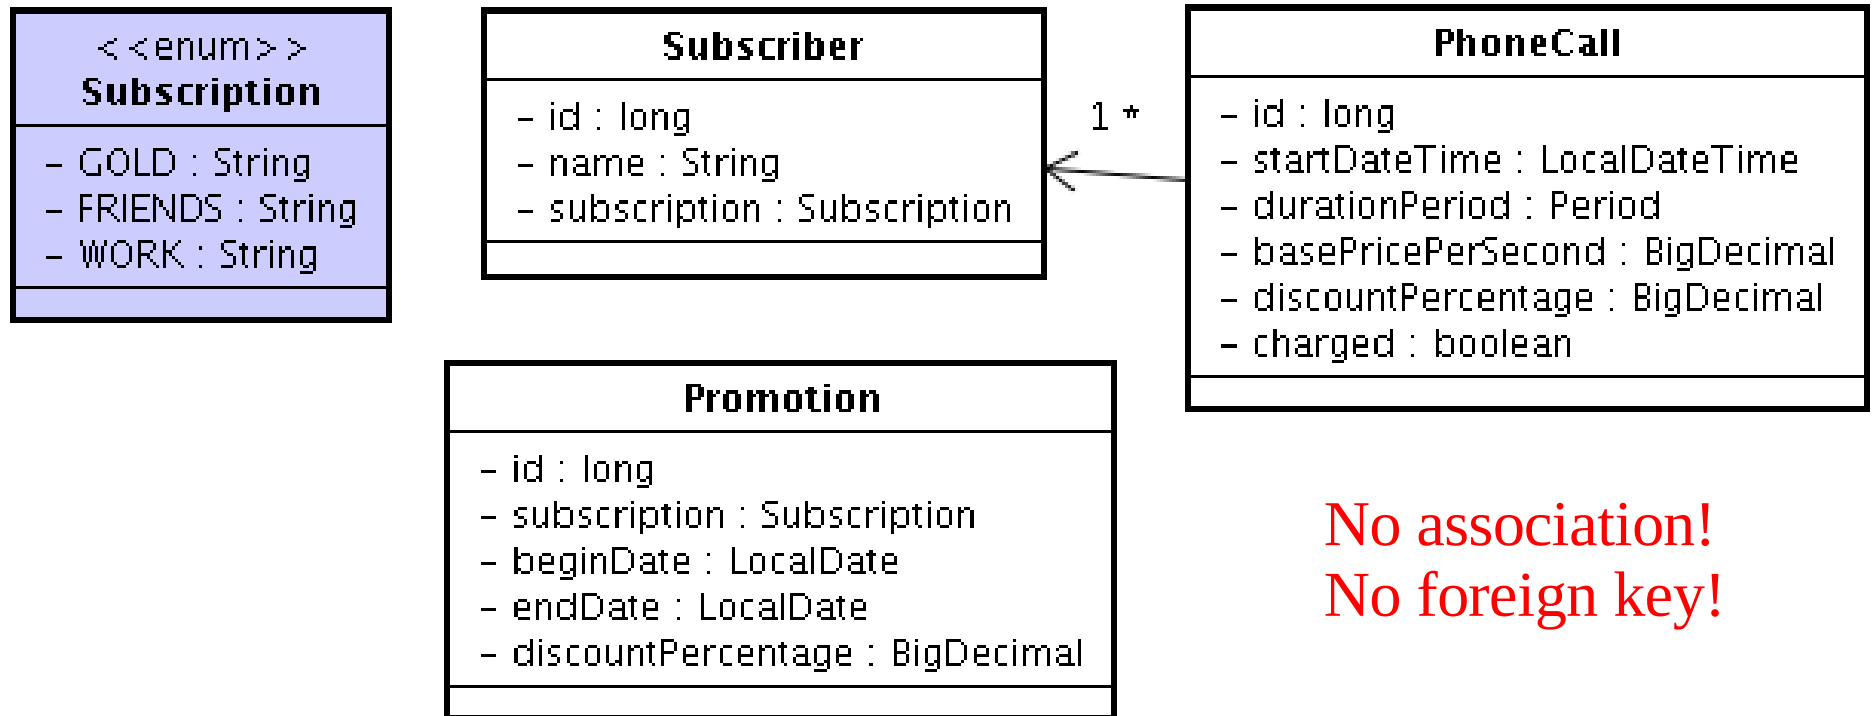 <<enum>>
Subscription
- GOLD : String
- FRIENDS : String
- WORK : String
Subscriber
- id : long
- name : String
- subscription : Subscription
1 *
PhoneCall
- id : long
- startDateTime : LocalDateTime
- durationPeriod : Period
- basePricePerSecond : BigDecimal
- discountPercentage : BigDecimal
- charged : boolean
Promotion
- id : long
- subscription : Subscription
- beginDate : LocalDate
- endDate : LocalDate
- discountPercentage : BigDecimal
No association!
No foreign key!